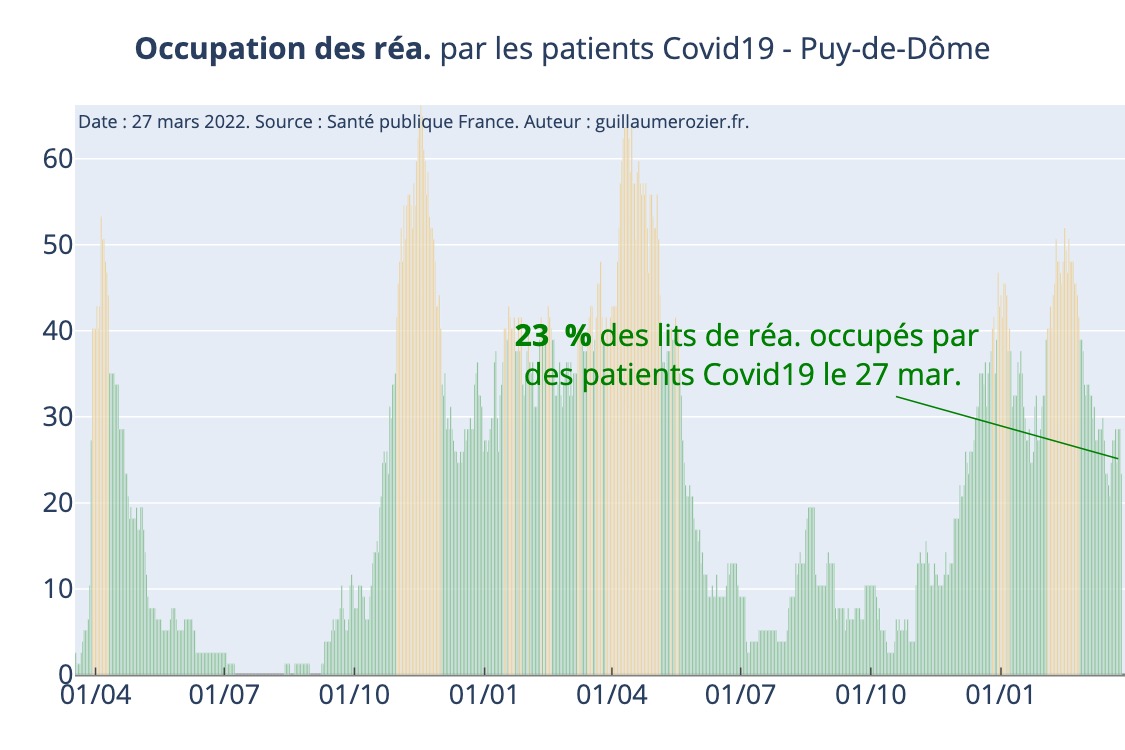 Occupation des réa. par les patients Covid19 - Puy-de-Dôme
Date : 27 mars 2022. Source : Santé publique France. Auteur : guillaumerozier.fr.
60
50
40
23 % des lits de réa. occupés par
des patients Covid19 le 27 mar.
30
20
10
0
01/04 01/07 01/10 01/01 01/04 01/07 01/10 01/01